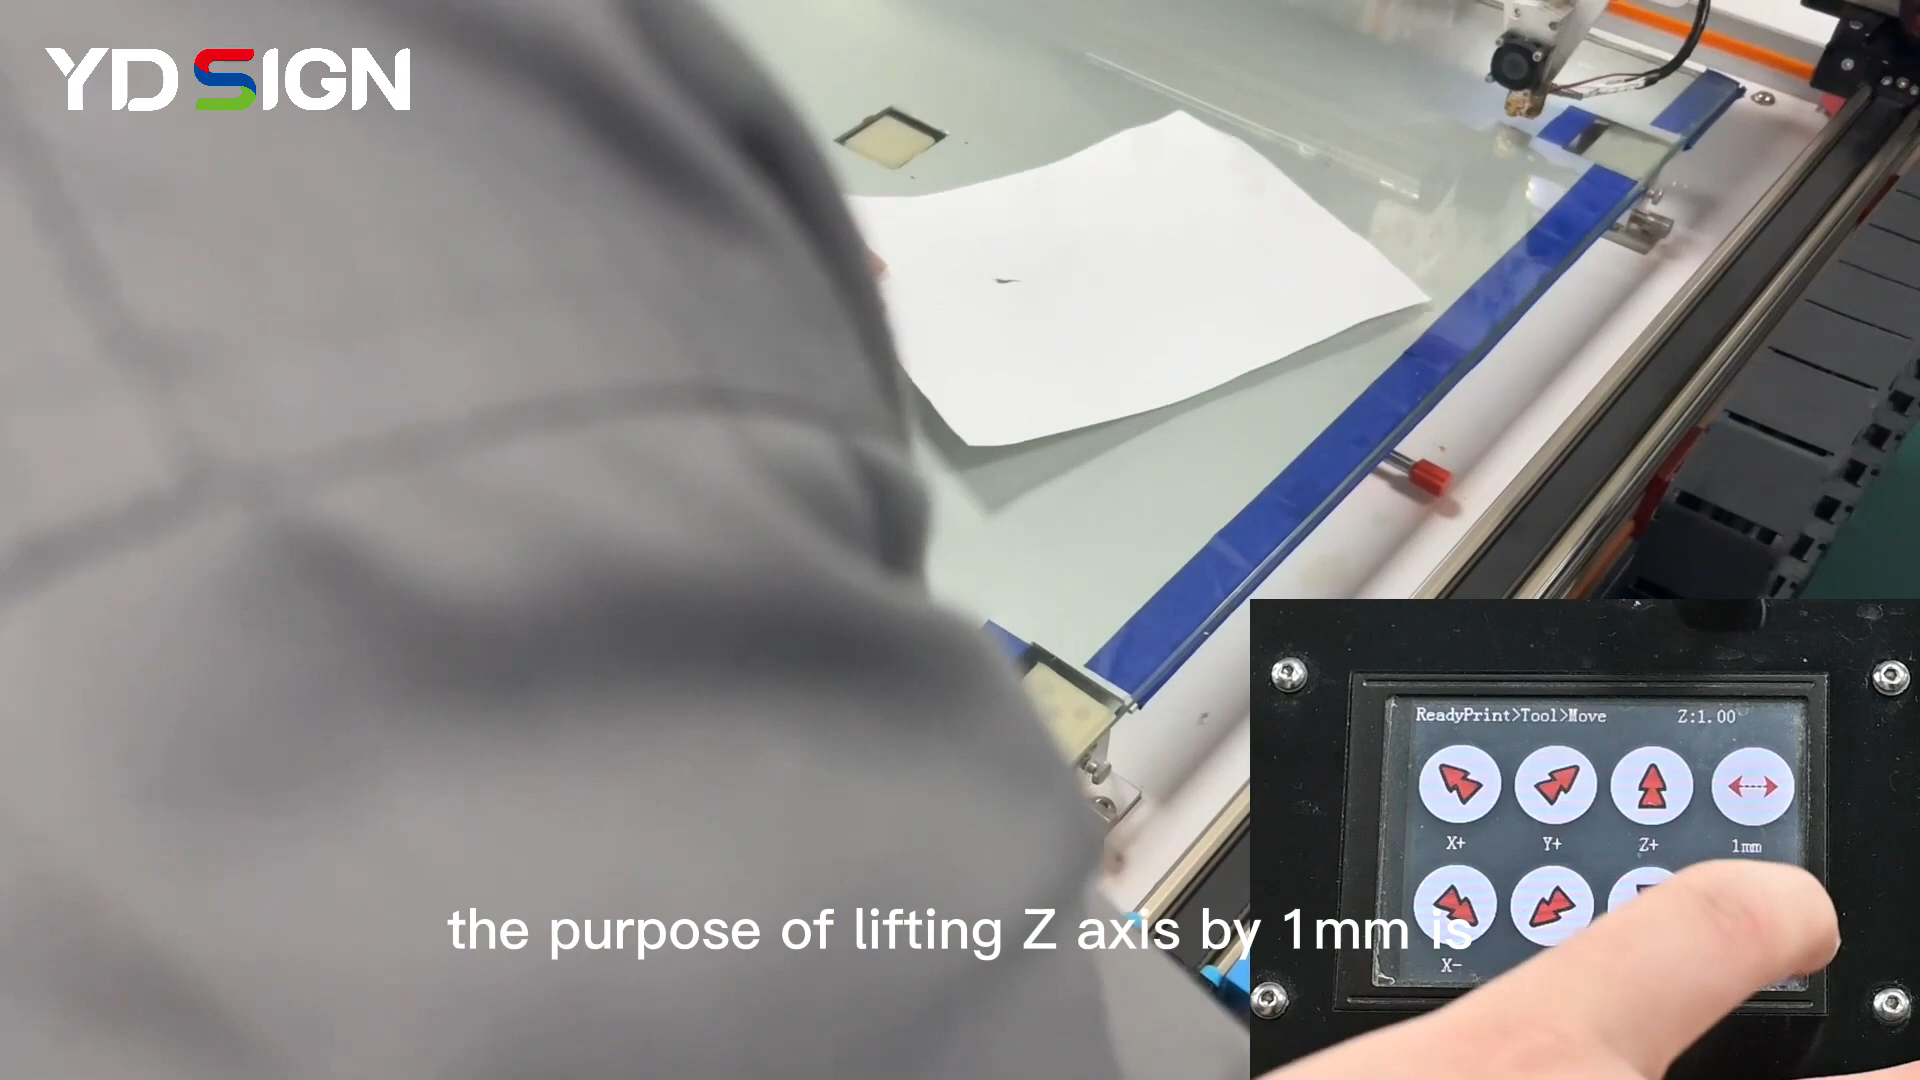 YDSIGN
ReadyPrint>Tool>Move Z:1.00
X+ Y+ Z+ 1mm
X-
the purpose of lifting Z axis by 1mm is